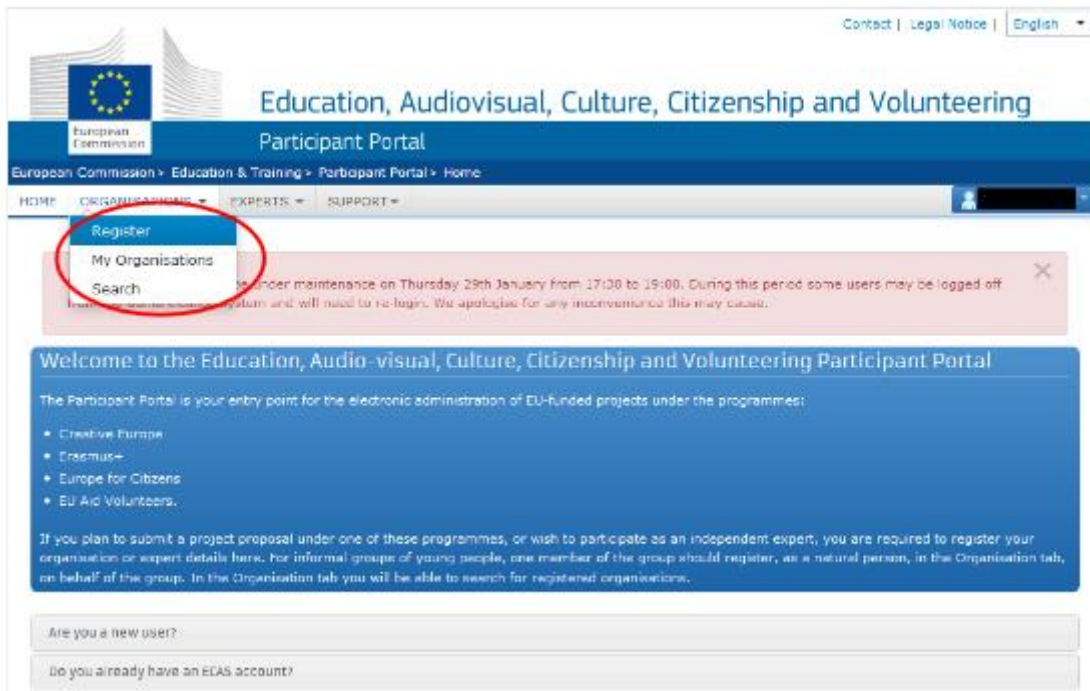 Contact | Legal Notice | English
Education, Audiovisual, Culture, Citizenship and Volunteering
European
Commission
Participant Portal
European Commission > Education & Training > Participant Portal > Home
HOME ORGANISATIONS EXPERTS SUPPORT
Register
My Organisations
Search
under maintenance on Thursday 29th January from 17:30 to 19:00. During this period some users may be logged off
system and will need to re-login. We apologise for any inconvenience this may cause.
Welcome to the Education, Audio-visual, Culture, Citizenship and Volunteering Participant Portal
The Participant Portal is your entry point for the electronic administration of EU-funded projects under the programmes:
• Creative Europe
• Erasmus+
• Europe for Citizens
• EU Aid Volunteers.
If you plan to submit a project proposal under one of these programmes, or wish to participate as an independent expert, you are required to register your
organisation or expert details here. For informal groups of young people, one member of the group should register, as a natural person, in the Organisation tab,
on behalf of the group. In the Organisation tab you will be able to search for registered organisations.
Are you a new user?
Do you already have an ECAS account?